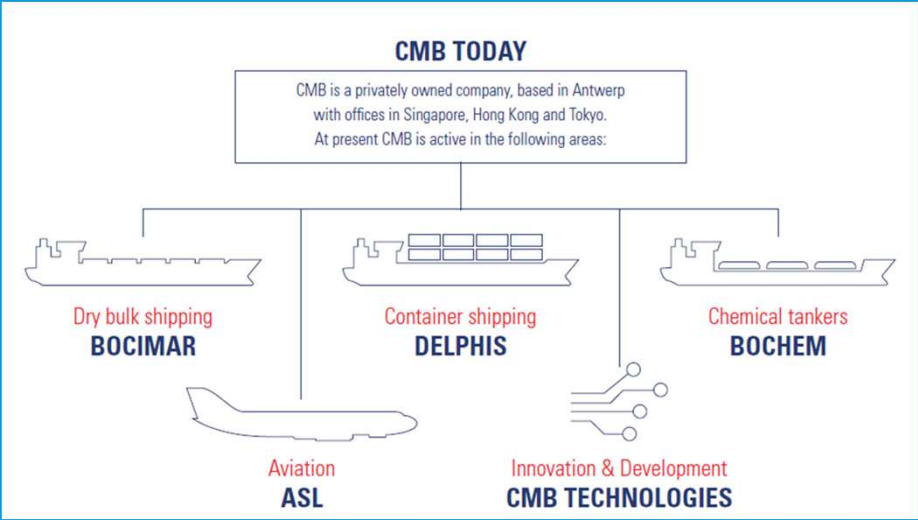 CMB TODAY
CMB is a privately owned company, based in Antwerp
with offices in Singapore, Hong Kong and Tokyo.
At present CMB is active in the following areas:
Dry bulk shipping
BOCIMAR
Container shipping
DELPHIS
Chemical tankers
BOCHEM
Aviation
ASL
Innovation & Development
CMB TECHNOLOGIES